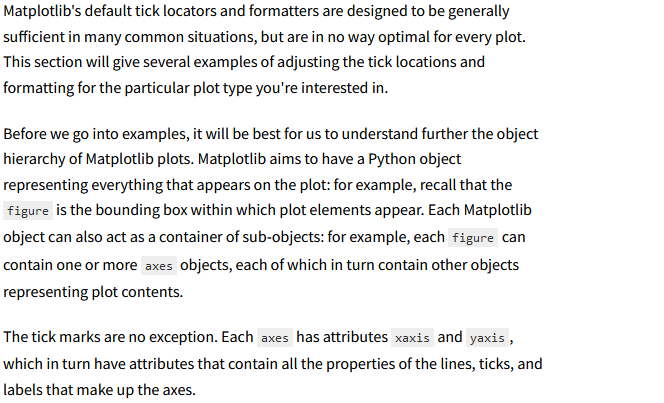 Matplotlib's default tick locators and formatters are designed to be generally
sufficient in many common situations, but are in no way optimal for every plot.
This section will give several examples of adjusting the tick locations and
formatting for the particular plot type you're interested in.
Before we go into examples, it will be best for us to understand further the object
hierarchy of Matplotlib plots. Matplotlib aims to have a Python object
representing everything that appears on the plot: for example, recall that the
figure is the bounding box within which plot elements appear. Each Matplotlib
object can also act as a container of sub-objects: for example, each figure can
contain one or more axes objects, each of which in turn contain other objects
representing plot contents.
The tick marks are no exception. Each axes has attributes xaxis and yaxis,
which in turn have attributes that contain all the properties of the lines, ticks, and
labels that make up the axes.